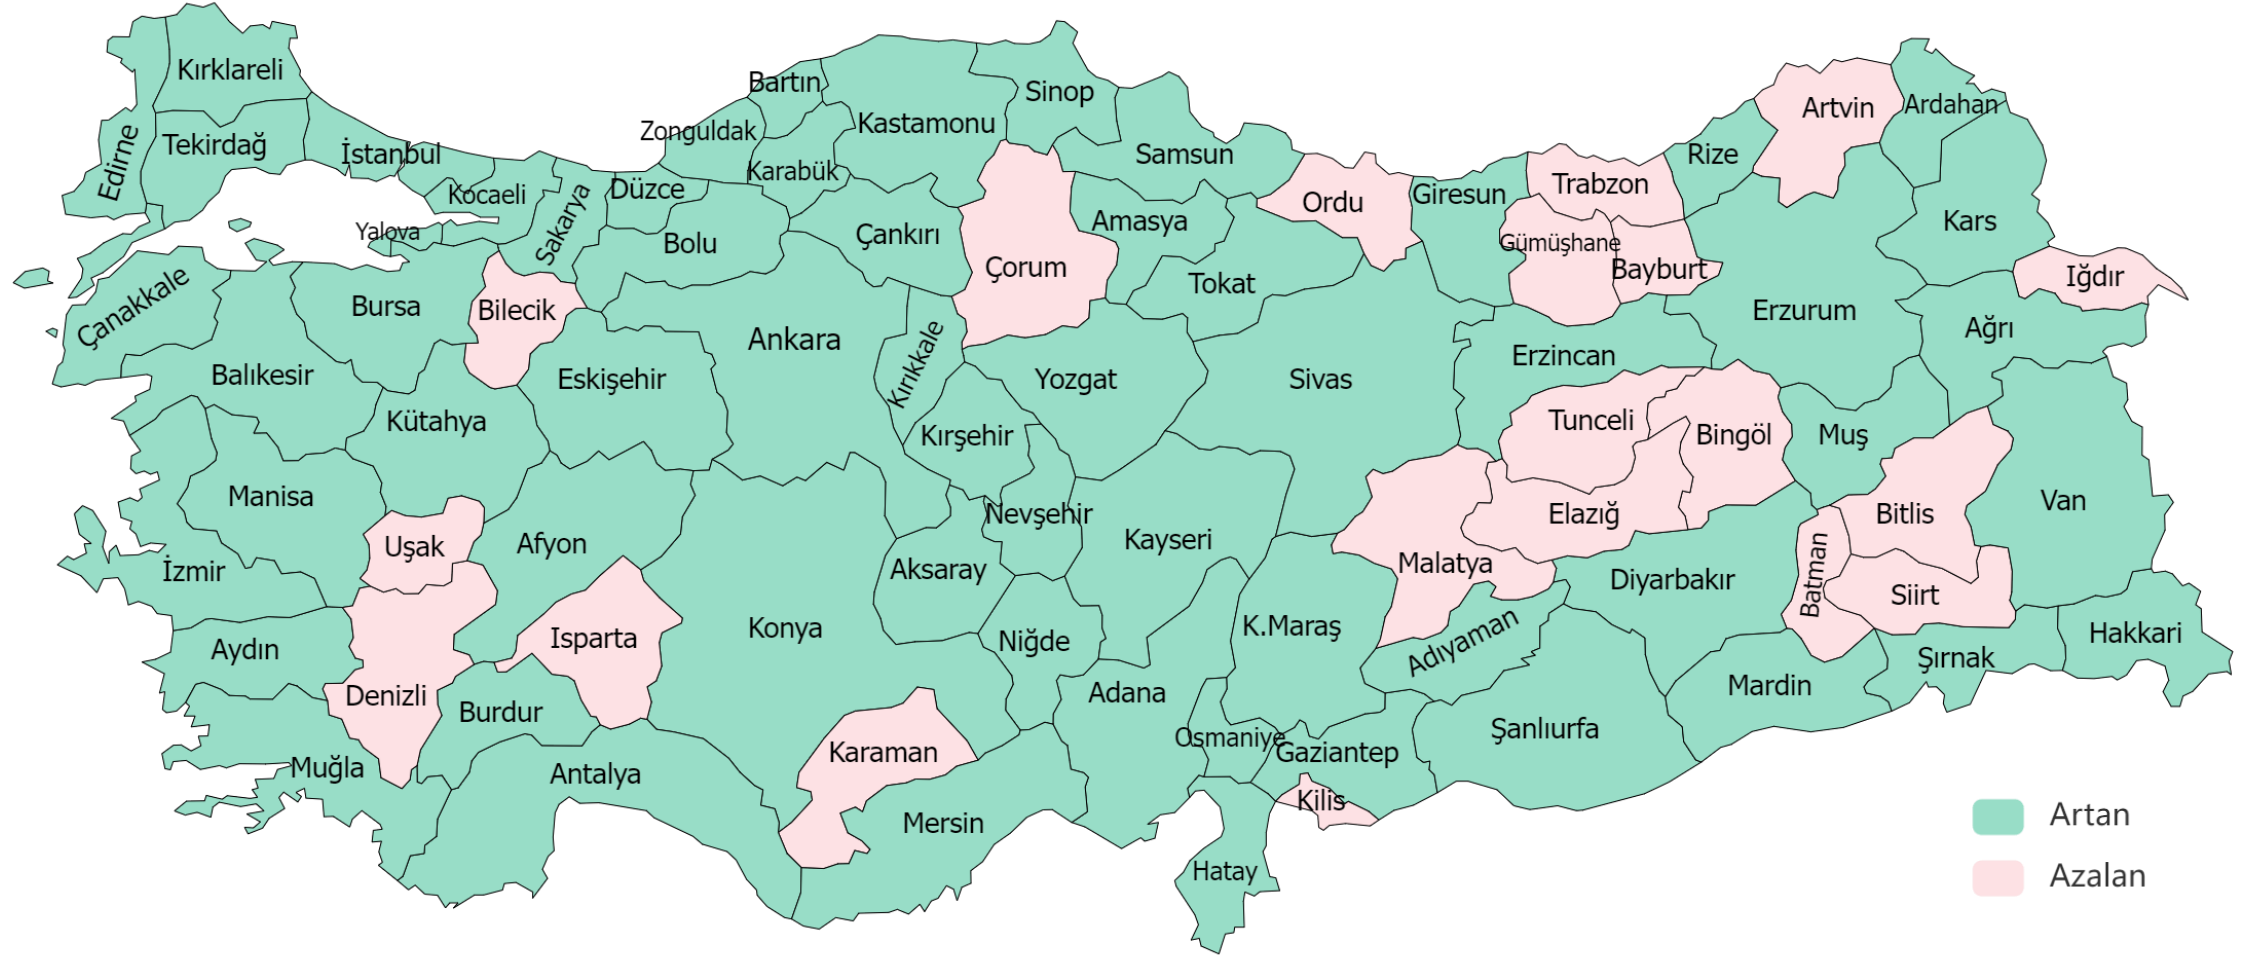 Kırklareli
Edirne
Tekirdağ
İstanbul
Kocaeli
Yalova
Sakarya
Düzce
Zonguldak
Bartın
Karabük
Kastamonu
Sinop
Samsun
Bolu
Çankırı
Çorum
Amasya
Tokat
Ordu
Giresun
Trabzon
Gümüşhane
Bayburt
Rize
Artvin
Ardahan
Kars
Iğdır
Ağrı
Erzurum
Erzincan
Çanakkale
Balıkesir
Bursa
Bilecik
Kütahya
Eskişehir
Ankara
Kırıkkale
Kırşehir
Yozgat
Sivas
Tunceli
Bingöl
Muş
Bitlis
Van
Manisa
İzmir
Uşak
Afyon
Konya
Aksaray
Nevşehir
Kayseri
Malatya
Elazığ
Diyarbakır
Batman
Siirt
Hakkari
Şırnak
Mardin
Aydın
Denizli
Isparta
Burdur
Muğla
Antalya
Karaman
Mersin
Niğde
Adana
K.Maraş
Adıyaman
Şanlıurfa
Osmaniye
Gaziantep
Kilis
Hatay
Artan
Azalan